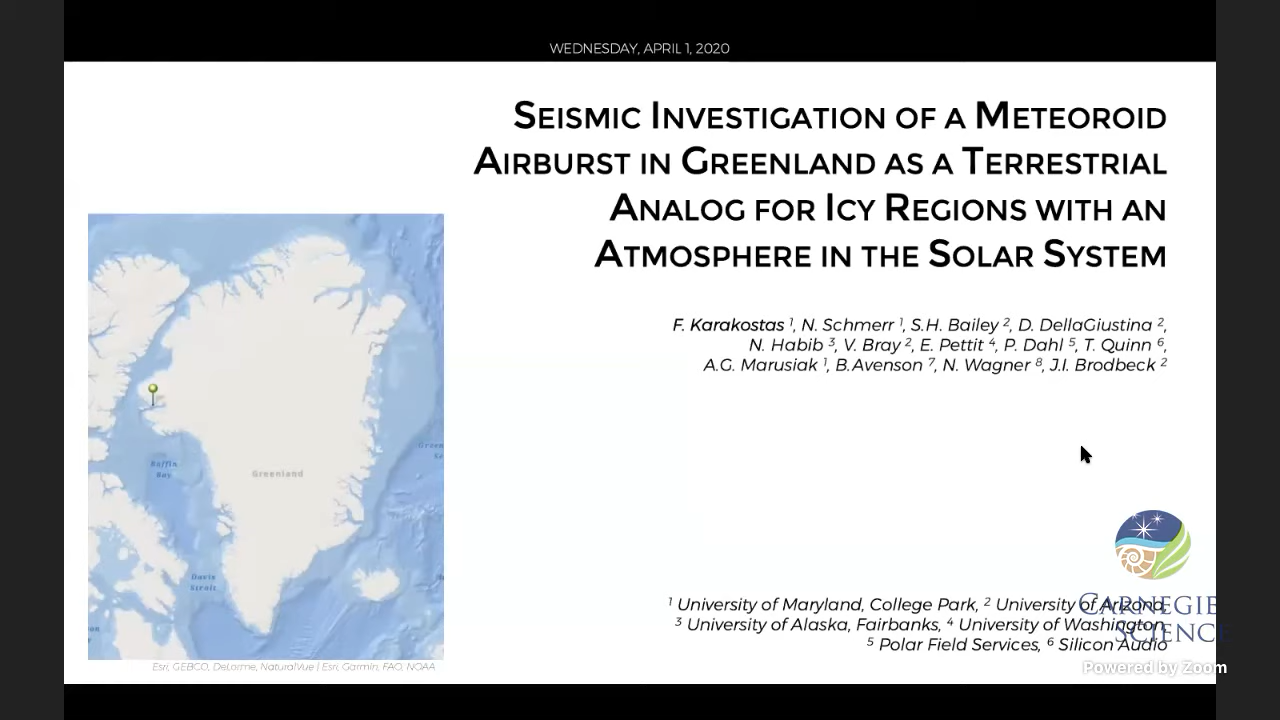 WEDNESDAY, APRIL 1, 2020
SEISMIC INVESTIGATION OF A METEOROID
AIRBURST IN GREENLAND AS A TERRESTRIAL
ANALOG FOR ICY REGIONS WITH AN
ATMOSPHERE IN THE SOLAR SYSTEM
F. Karakostas ¹, N. Schmerr ¹, S.H. Bailey ², D. DellaGiustina ²,
N. Habib ³, V. Bray ², E. Pettit ⁴, P. Dahl ⁵, T. Quinn ⁶,
A.G. Marusiak ¹, B.Avenson ⁷, N. Wagner ⁸, J.I. Brodbeck ²
Baffin
Bay
Greenland
Davis
Strait
Esri, GEBCO, DeLorme, NaturalVue | Esri, Garmin, FAO, NOAA
¹ University of Maryland, College Park, ² University of Arizona,
³ University of Alaska, Fairbanks, ⁴ University of Washington
⁵ Polar Field Services, ⁶ Silicon Audio
CARNEGIE
SCIENCE
Powered by Zoom